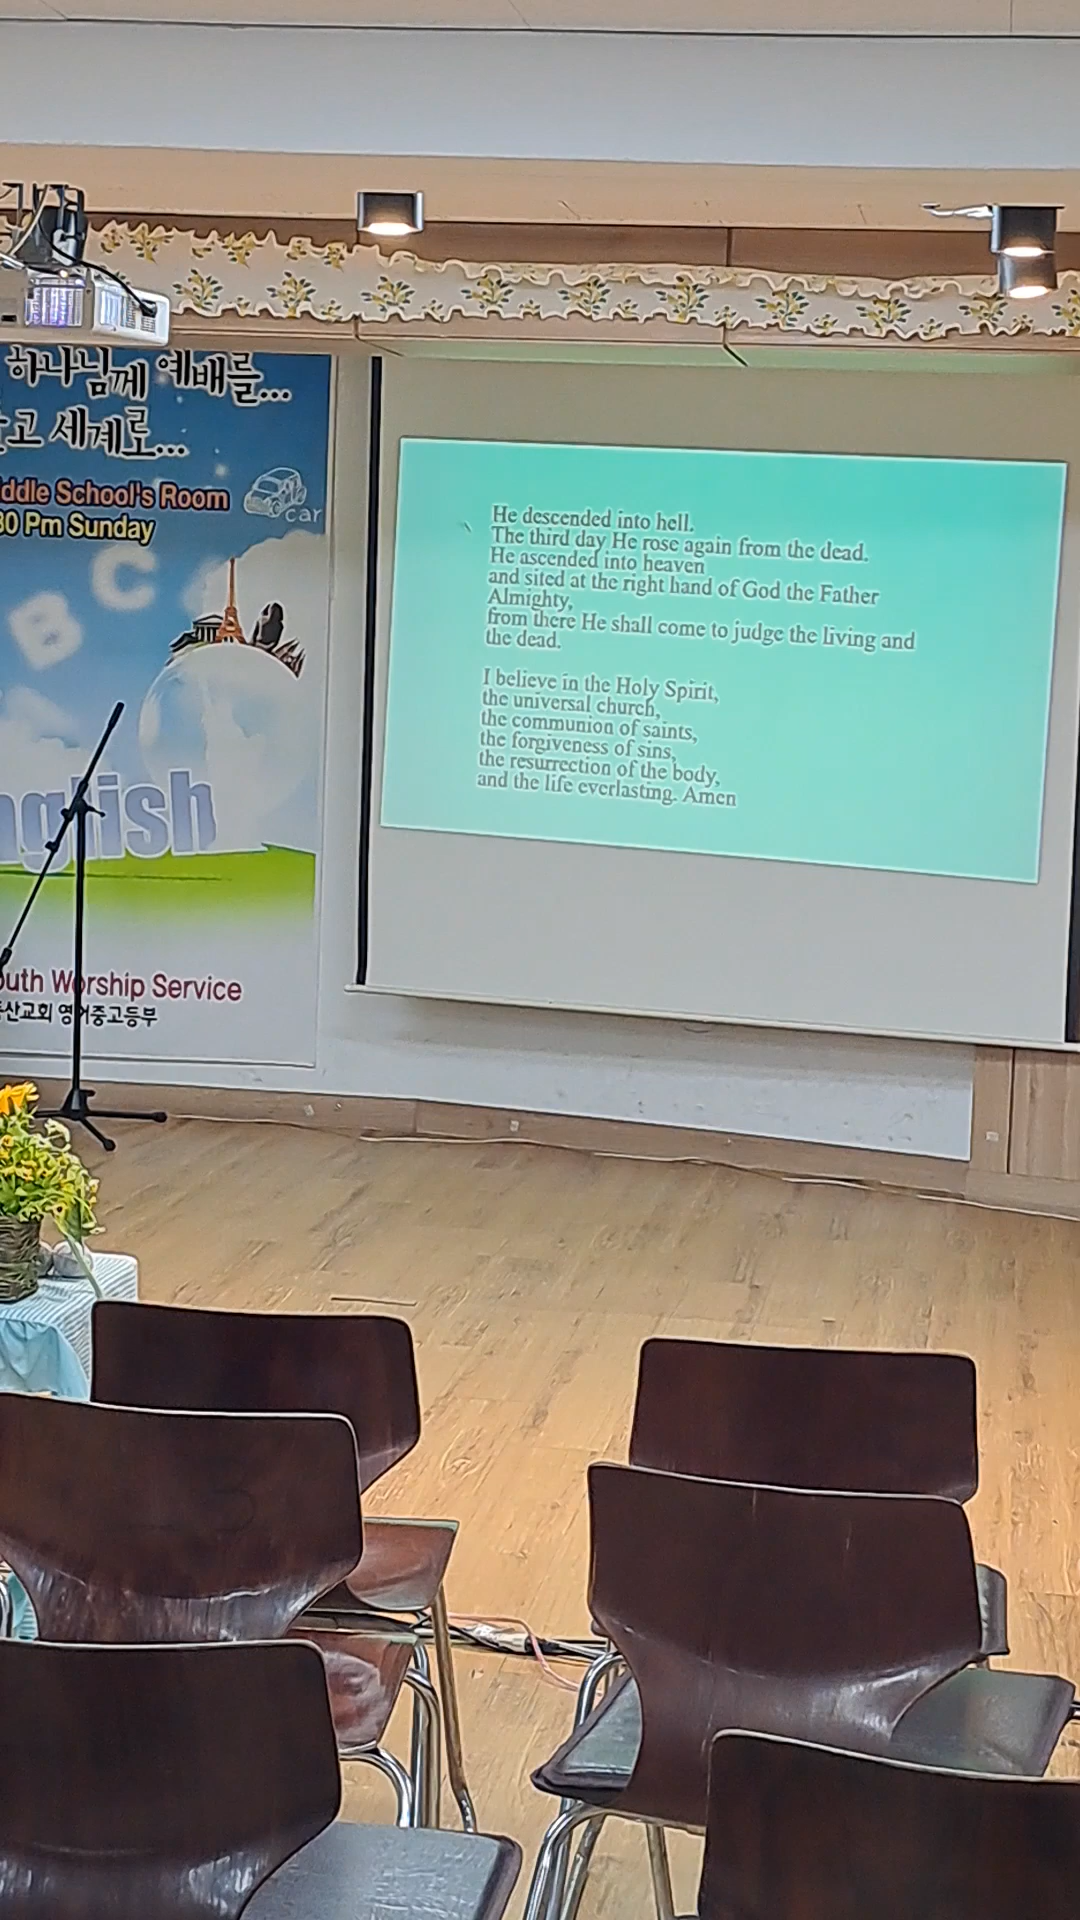 하나님께 예배를...
고 세계로...
ddle School's Room
30 Pm Sunday
car
B C
nglish
outh Worship Service
산교회 영어중고등부
He descended into hell.
The third day He rose again from the dead.
He ascended into heaven
and sited at the right hand of God the Father
Almighty,
from there He shall come to judge the living and
the dead.
I believe in the Holy Spirit,
the universal church,
the communion of saints,
the forgiveness of sins,
the resurrection of the body,
and the life everlasting. Amen